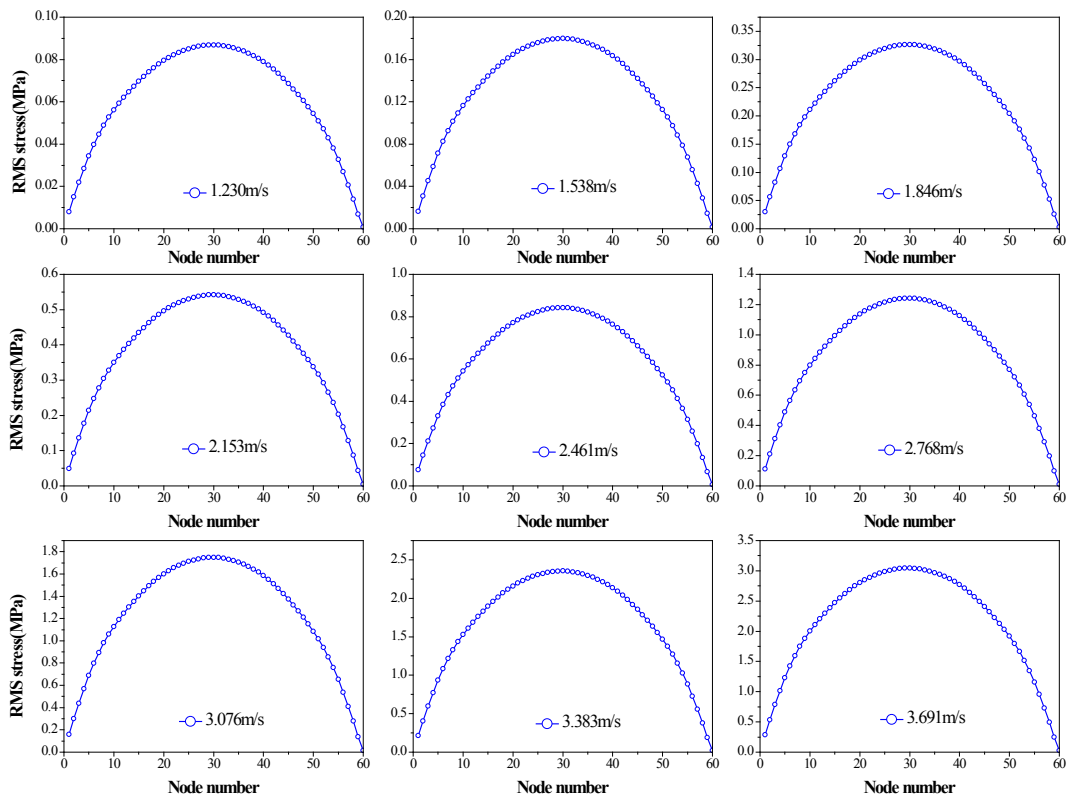 RMS stress(MPa)
0.10
0.08
0.06
0.04
0.02
0.00
1.230m/s
0 10 20 30 40 50 60
Node number
0.20
0.16
0.12
0.08
0.04
0.00
1.538m/s
0 10 20 30 40 50 60
Node number
0.35
0.30
0.25
0.20
0.15
0.10
0.05
0.00
1.846m/s
0 10 20 30 40 50 60
Node number
RMS stress(MPa)
0.6
0.5
0.4
0.3
0.2
0.1
0.0
2.153m/s
0 10 20 30 40 50 60
Node number
1.0
0.8
0.6
0.4
0.2
0.0
2.461m/s
0 10 20 30 40 50 60
Node number
1.4
1.2
1.0
0.8
0.6
0.4
0.2
0.0
2.768m/s
0 10 20 30 40 50 60
Node number
RMS stress(MPa)
1.8
1.6
1.4
1.2
1.0
0.8
0.6
0.4
0.2
0.0
3.076m/s
0 10 20 30 40 50 60
Node number
2.5
2.0
1.5
1.0
0.5
0.0
3.383m/s
0 10 20 30 40 50 60
Node number
3.5
3.0
2.5
2.0
1.5
1.0
0.5
0.0
3.691m/s
0 10 20 30 40 50 60
Node number